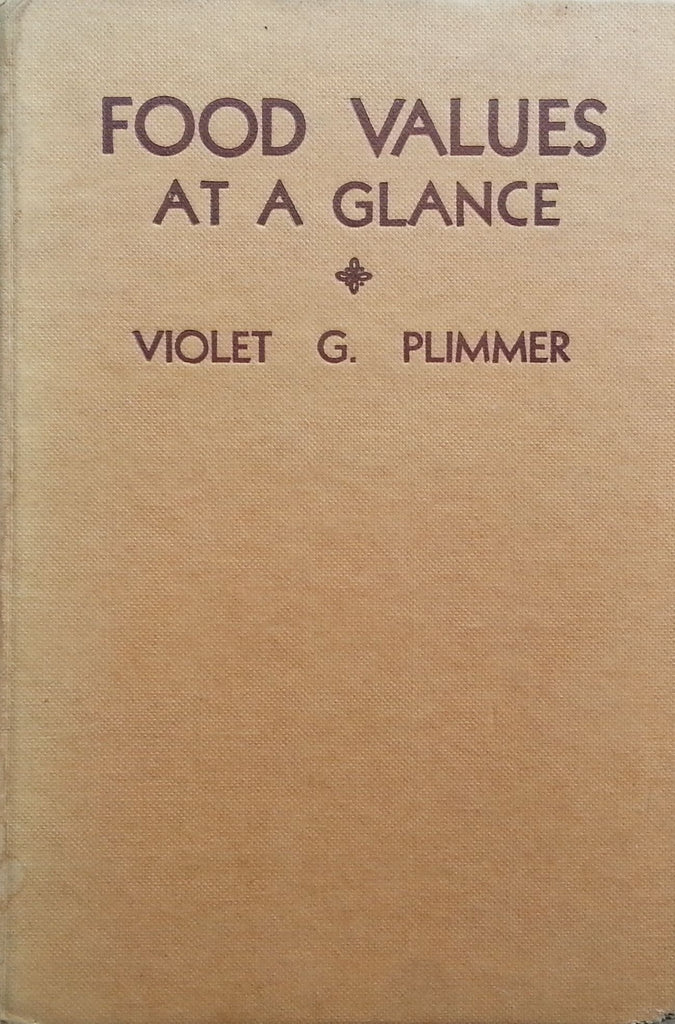 FOOD VALUES
AT A GLANCE
VIOLET G. PLIMMER